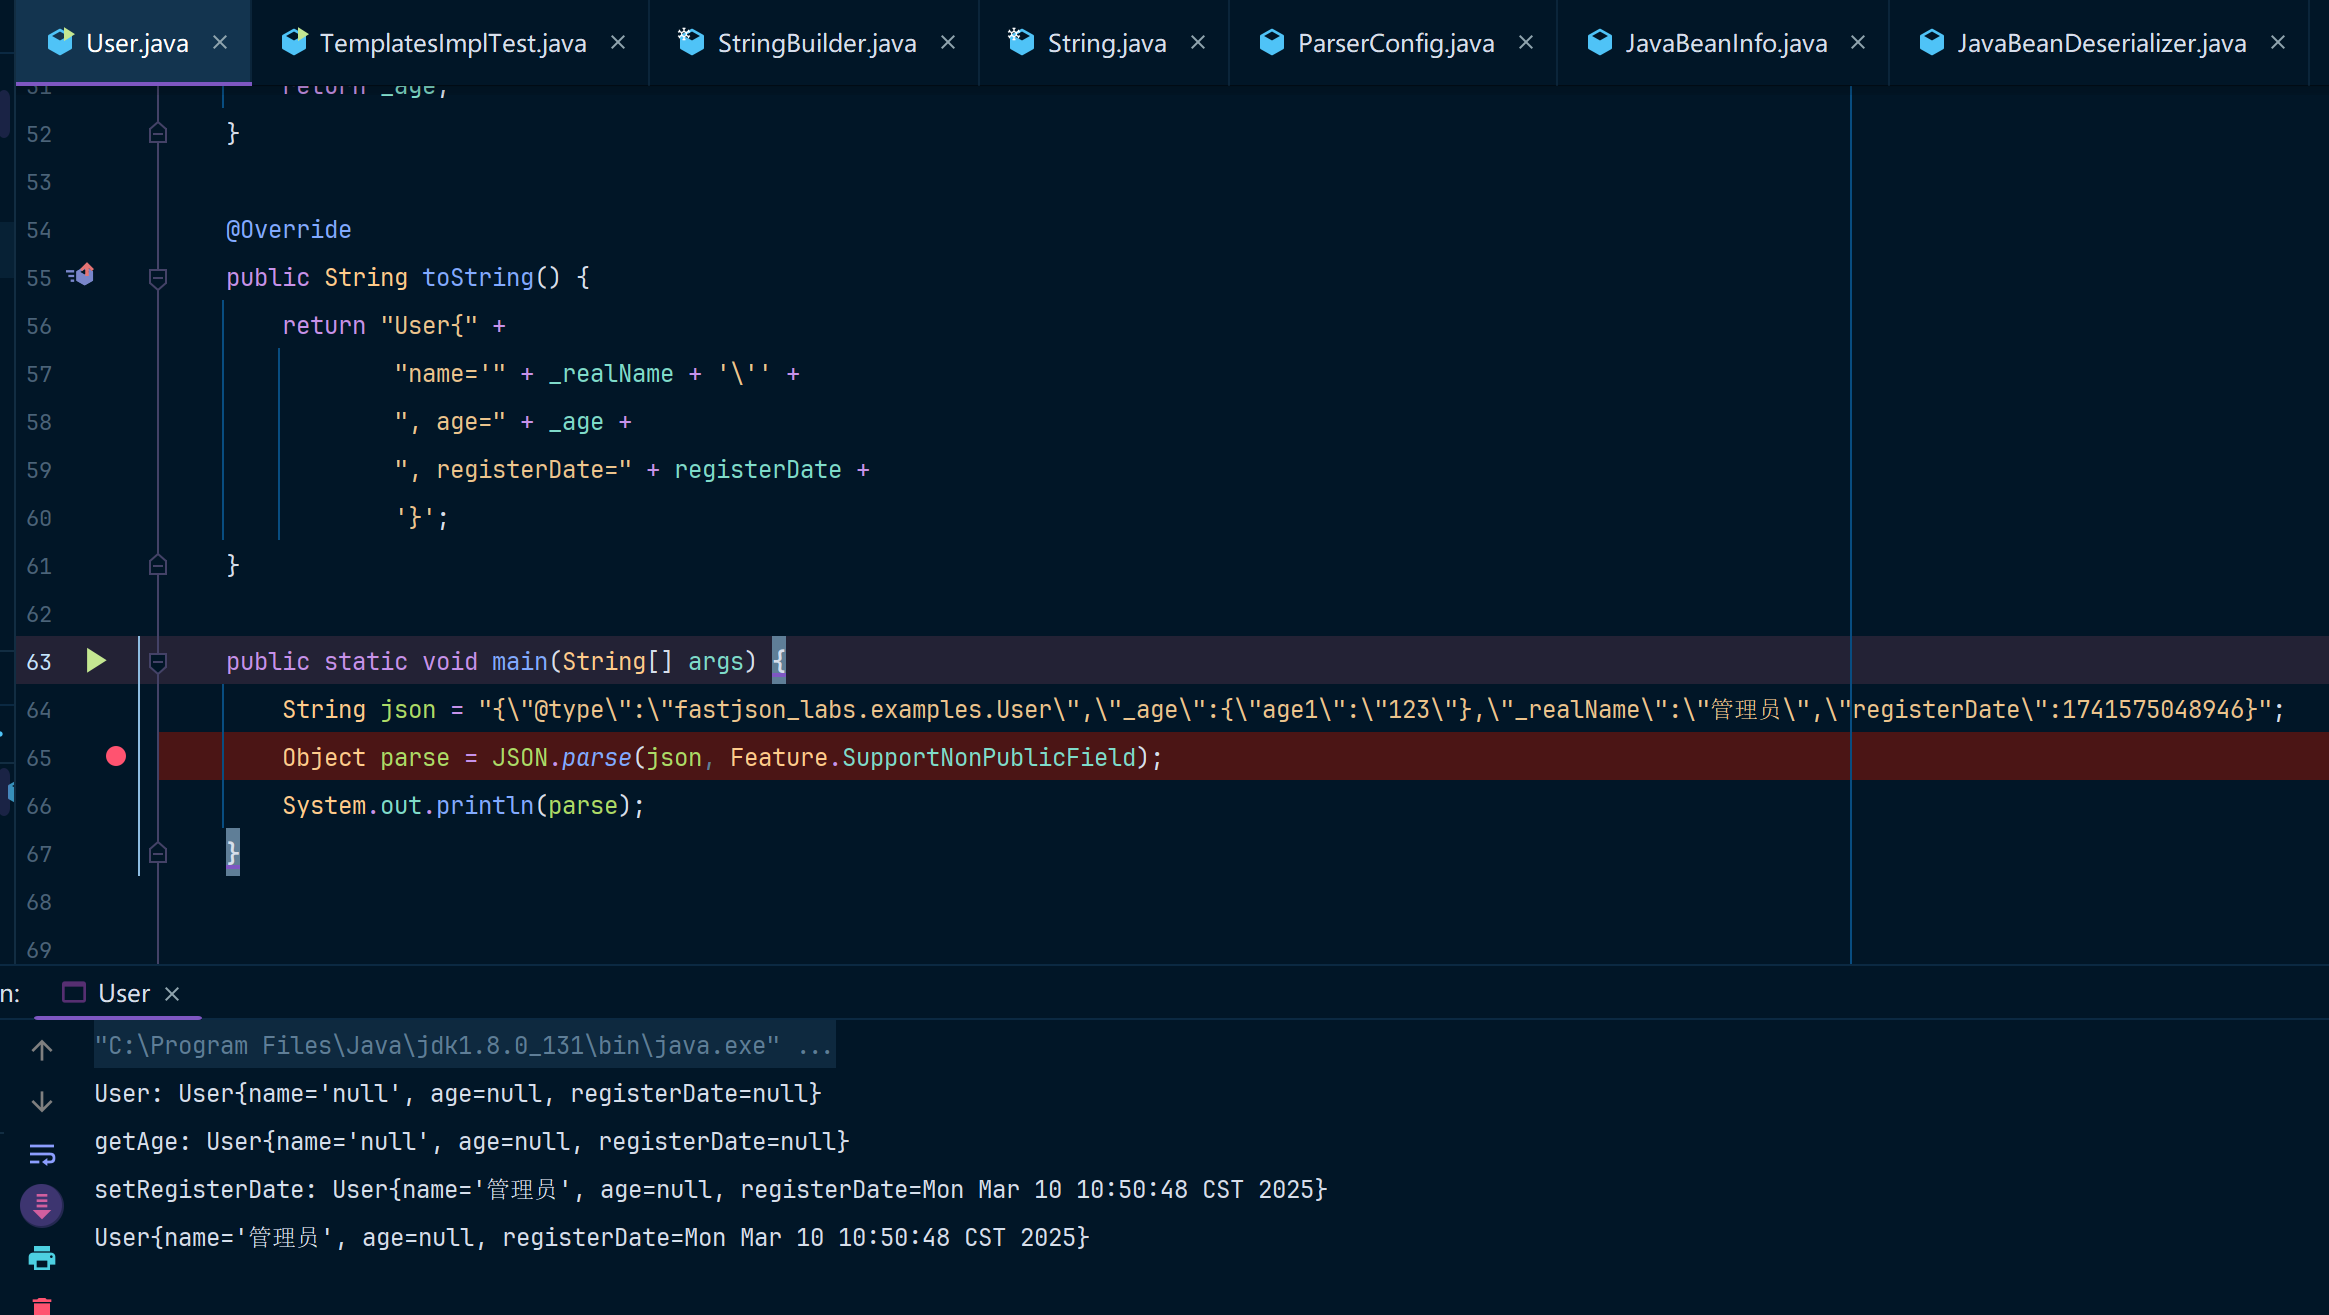 User.java TemplatesImplTest.java StringBuilder.java String.java ParserConfig.java JavaBeanInfo.java JavaBeanDeserializer.java
51 return _age;
52 }
53
54 @Override
55 public String toString() {
56 return "User{" +
57 "name='" + _realName + '\'' +
58 ", age=" + _age +
59 ", registerDate=" + registerDate +
60 '}';
61 }
62
63 public static void main(String[] args) {
64 String json = "{\"@type\":\"fastjson_labs.examples.User\",\"_age\":{\"age1\":\"123\"},\"_realName\":\"管理员\",\"registerDate\":1741575048946}";
65 Object parse = JSON.parse(json, Feature.SupportNonPublicField);
66 System.out.println(parse);
67 }
68
69
n: User
"C:\Program Files\Java\jdk1.8.0_131\bin\java.exe" ...
User: User{name='null', age=null, registerDate=null}
getAge: User{name='null', age=null, registerDate=null}
setRegisterDate: User{name='管理员', age=null, registerDate=Mon Mar 10 10:50:48 CST 2025}
User{name='管理员', age=null, registerDate=Mon Mar 10 10:50:48 CST 2025}